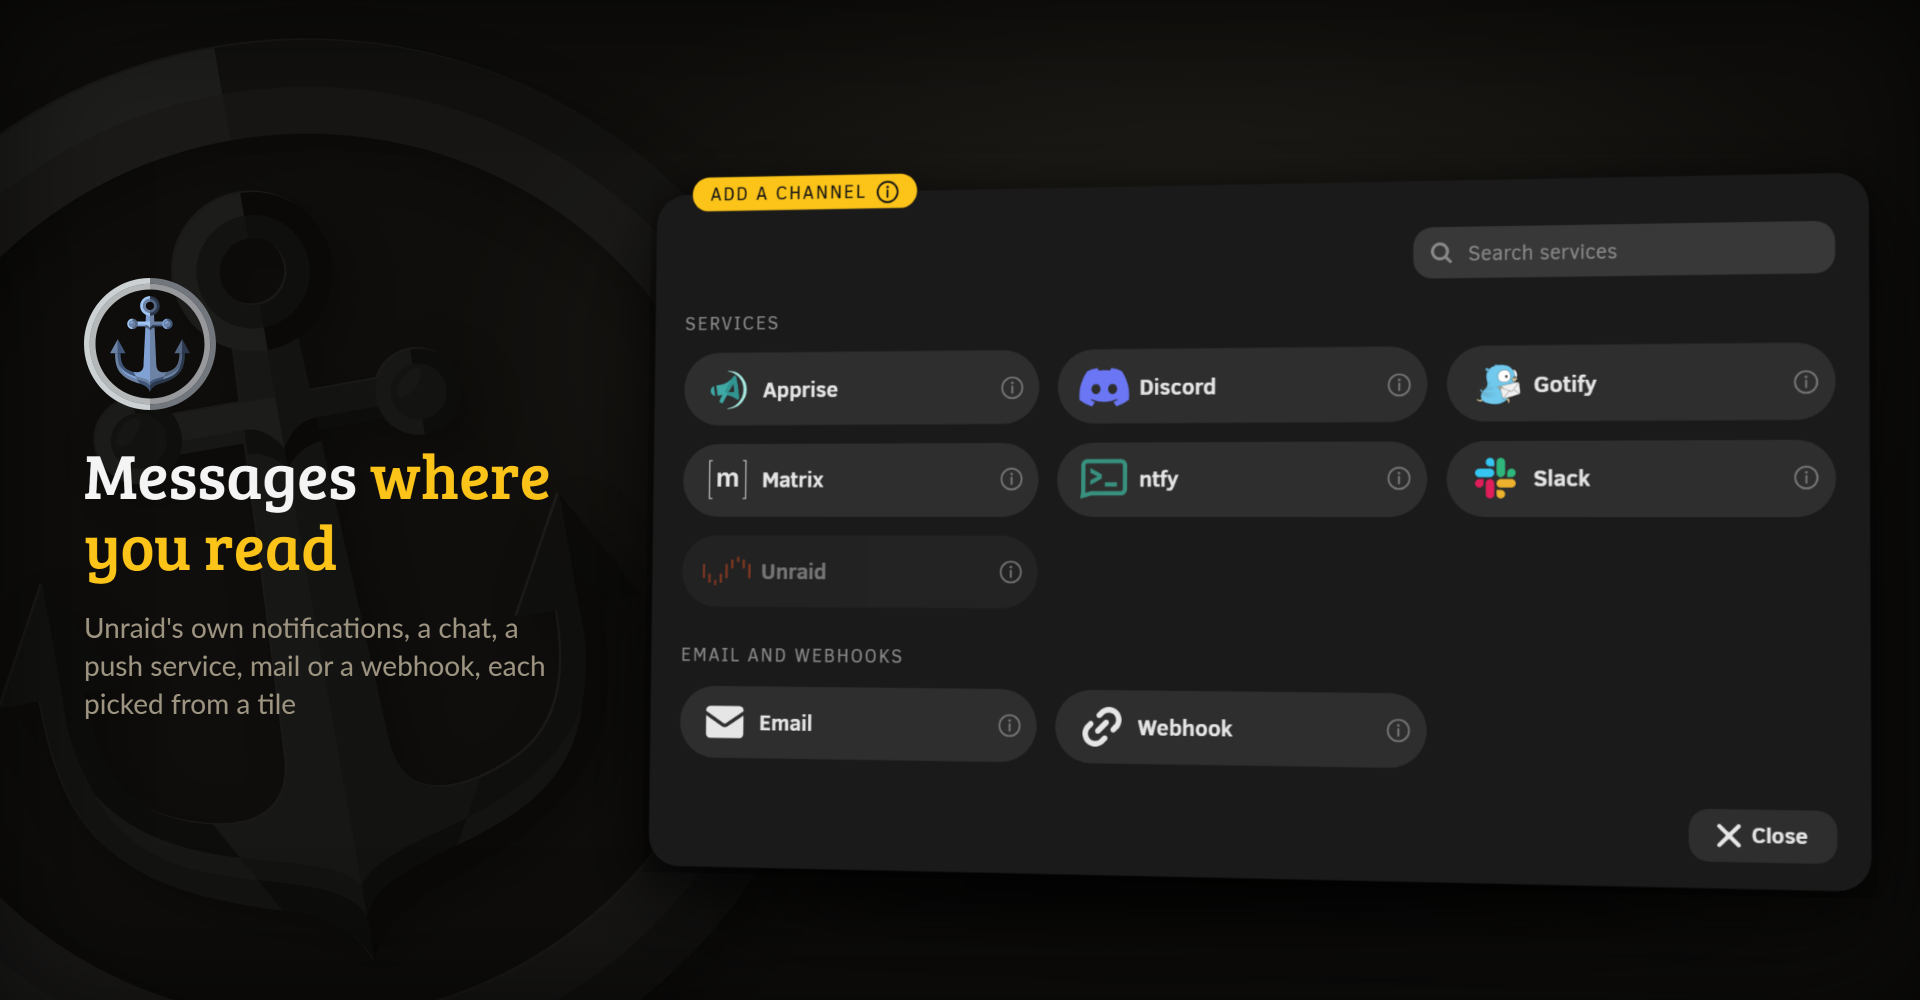 Messages where
you read
Unraid's own notifications, a chat, a
push service, mail or a webhook, each
picked from a tile
ADD A CHANNEL
Search services
SERVICES
Apprise
Discord
Gotify
[m] Matrix
ntfy
Slack
Unraid
EMAIL AND WEBHOOKS
Email
Webhook
Close